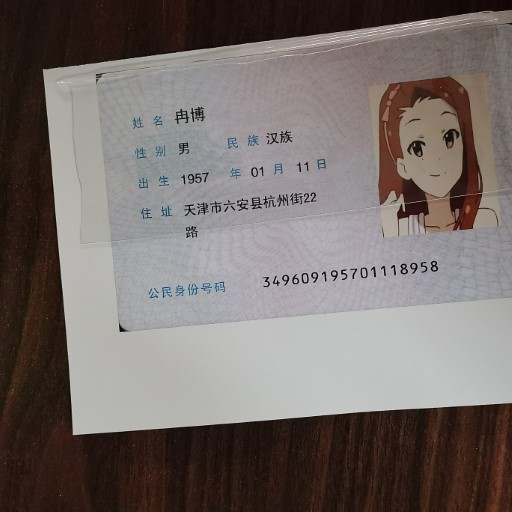 姓名 冉博
性别 男 民族 汉族
出生 1957 年 01 月 11 日
住址 天津市六安县杭州街22
路
公民身份号码 349609195701118958